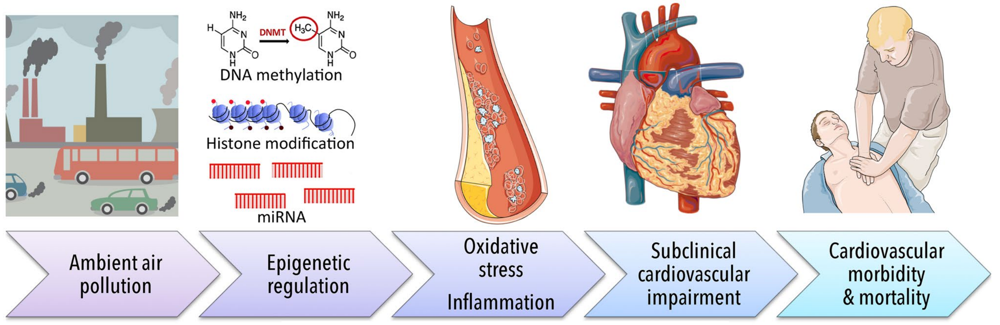 NH₂
H
N
DNMT
O
N
H
NH₂
H₃C
N
O
N
H
DNA methylation
Histone modification
miRNA
Ambient air
pollution
Epigenetic
regulation
Oxidative
stress
Inflammation
Subclinical
cardiovascular
impairment
Cardiovascular
morbidity
& mortality